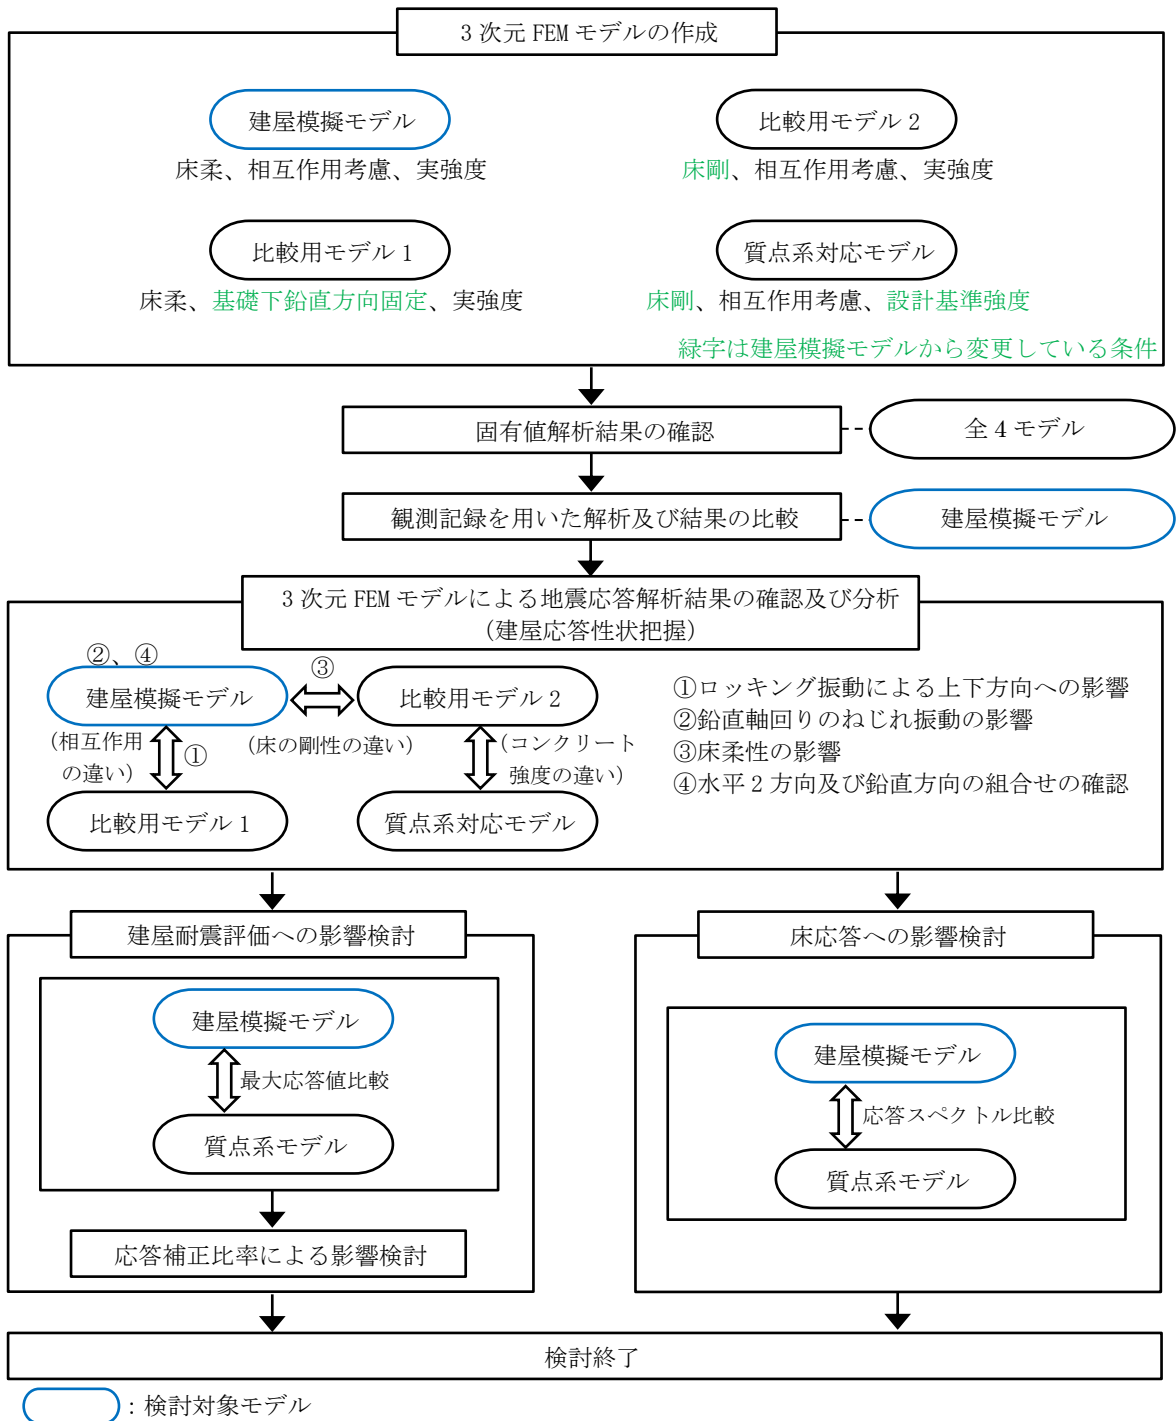 3 次元 FEM モデルの作成
建屋模擬モデル
床柔、相互作用考慮、実強度
比較用モデル 2
床剛、相互作用考慮、実強度
比較用モデル 1
床柔、基礎下鉛直方向固定、実強度
質点系対応モデル
床剛、相互作用考慮、設計基準強度
緑字は建屋模擬モデルから変更している条件
固有値解析結果の確認
全 4 モデル
観測記録を用いた解析及び結果の比較
建屋模擬モデル
3 次元 FEM モデルによる地震応答解析結果の確認及び分析
(建屋応答性状把握)
②、④
建屋模擬モデル
③
比較用モデル 2
(相互作用
の違い)
①
(床の剛性の違い)
(コンクリート
強度の違い)
比較用モデル 1
質点系対応モデル
①ロッキング振動による上下方向への影響
②鉛直軸回りのねじれ振動の影響
③床柔性の影響
④水平 2 方向及び鉛直方向の組合せの確認
建屋耐震評価への影響検討
建屋模擬モデル
最大応答値比較
質点系モデル
応答補正比率による影響検討
床応答への影響検討
建屋模擬モデル
応答スペクトル比較
質点系モデル
検討終了
：検討対象モデル